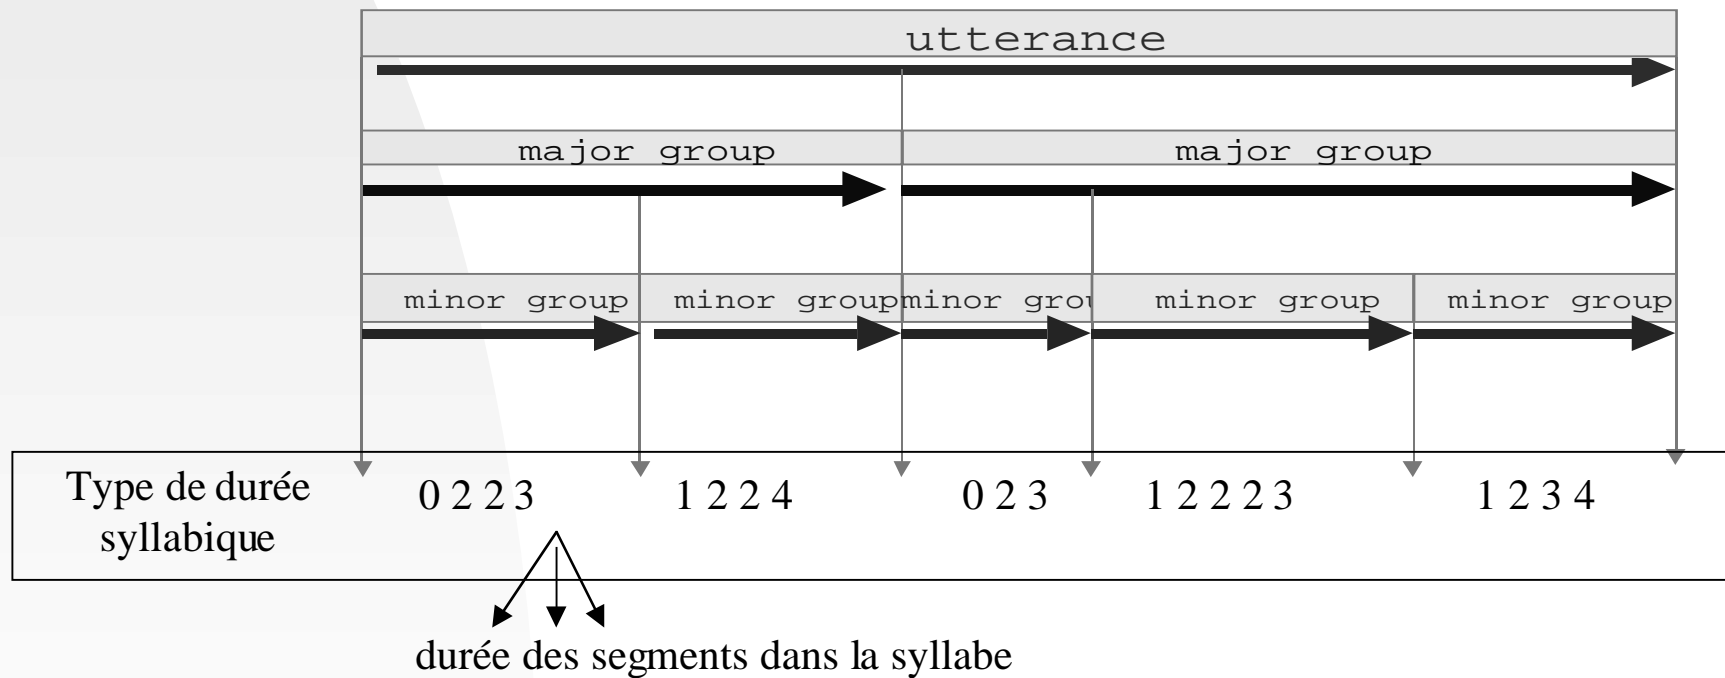 utterance
major group major group
minor group minor group minor grou minor group minor group
Type de durée
syllabique
0 2 2 3 1 2 2 4 0 2 3 1 2 2 2 3 1 2 3 4
durée des segments dans la syllabe